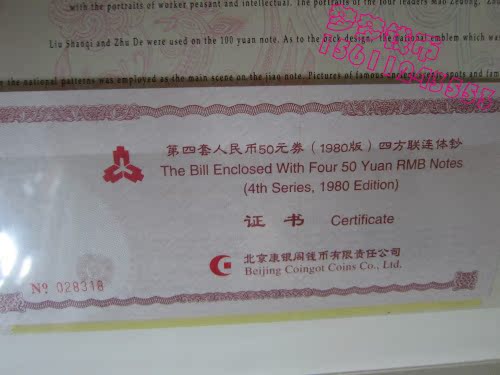 with the portraits of worker peasant and intellectual. The portraits of the four leaders Mao Zedong,
Liu Shanqi and Zhu De were used on the 100 yuan note. As to the back design, the national emblem which was
the national patterns was employed as the main scene on the jiao note. Pictures of famous
第四套人民币50元券（1980版）四方联连体钞
The Bill Enclosed With Four 50 Yuan RMB Notes
(4th Series, 1980 Edition)
证书 Certificate
北京康银阁钱币有限责任公司
Beijing Coingot Coins Co., Ltd.
№ 028318